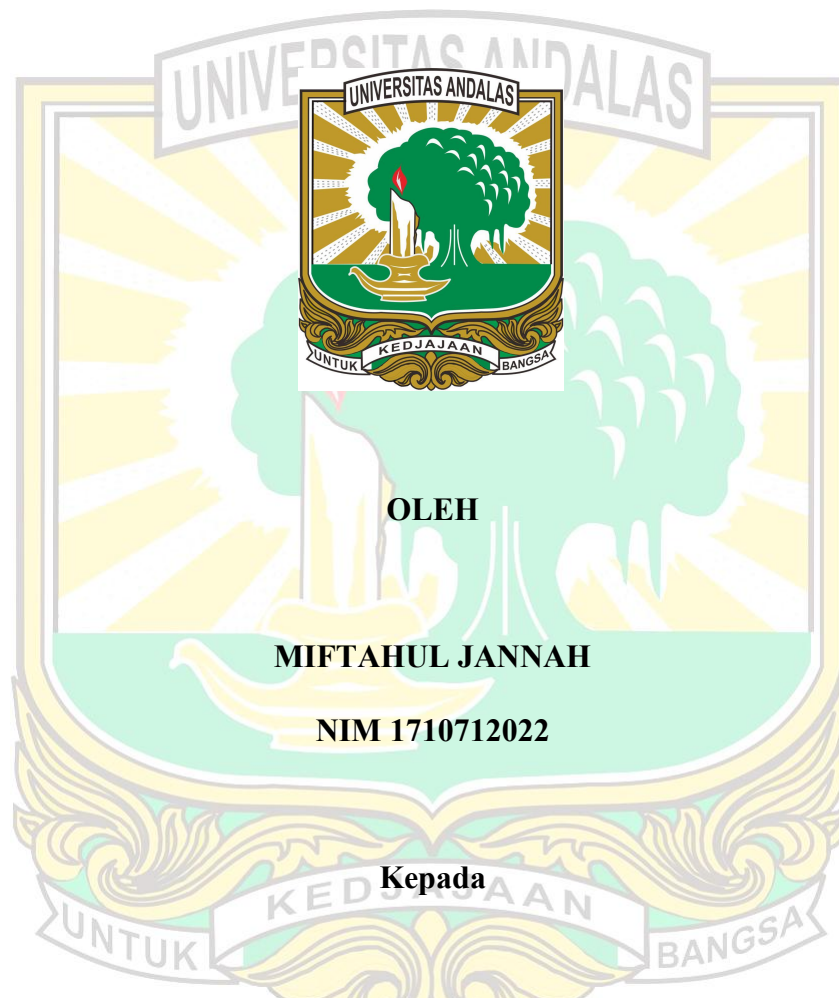 UNIVERSITAS ANDALAS
UNIVERSITAS ANDALAS
UNTUK KEDJAJAAN BANGSA
OLEH
MIFTAHUL JANNAH
NIM 1710712022
Kepada
UNTUK KEDJAJAAN BANGSA